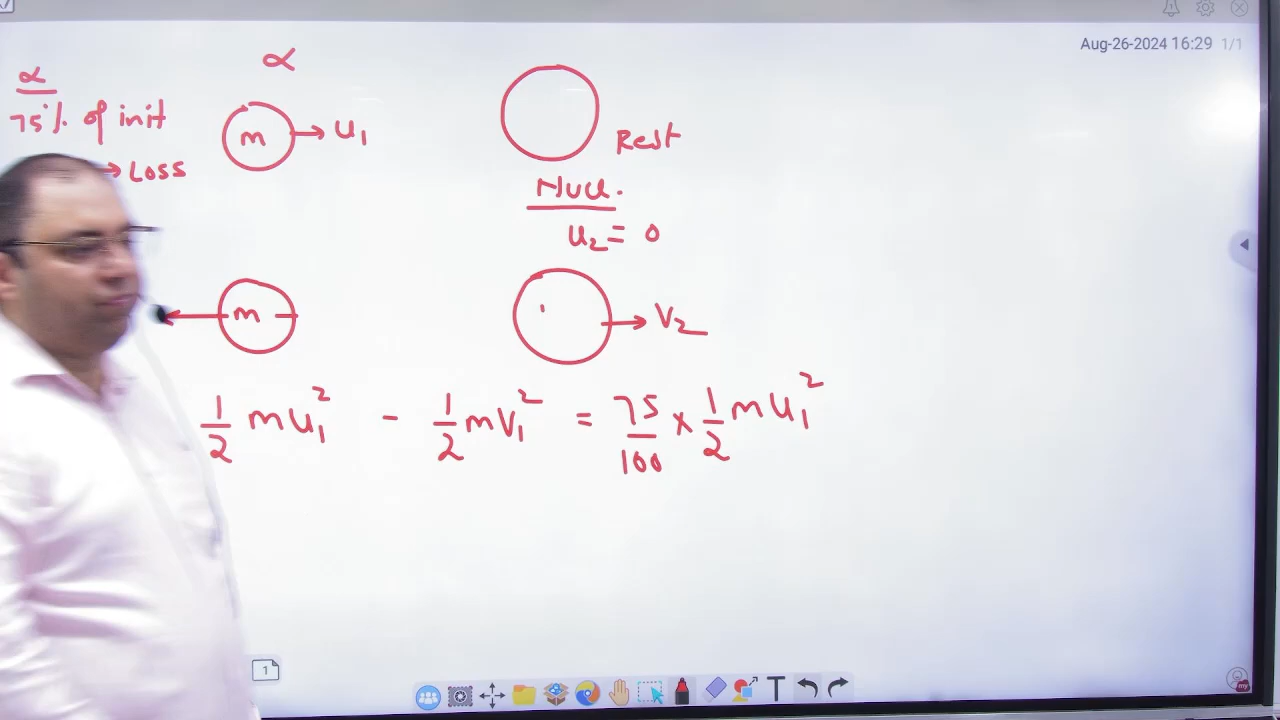 Aug-26-2024 16:29 1/1
α
75% of init
→ Loss
α
m → u₁
Rest
Nucl.
u₂ = 0
m
→ V₂
1/2 mu₁² - 1/2 mv₁² = 75/100 × 1/2 mu₁²
1
T